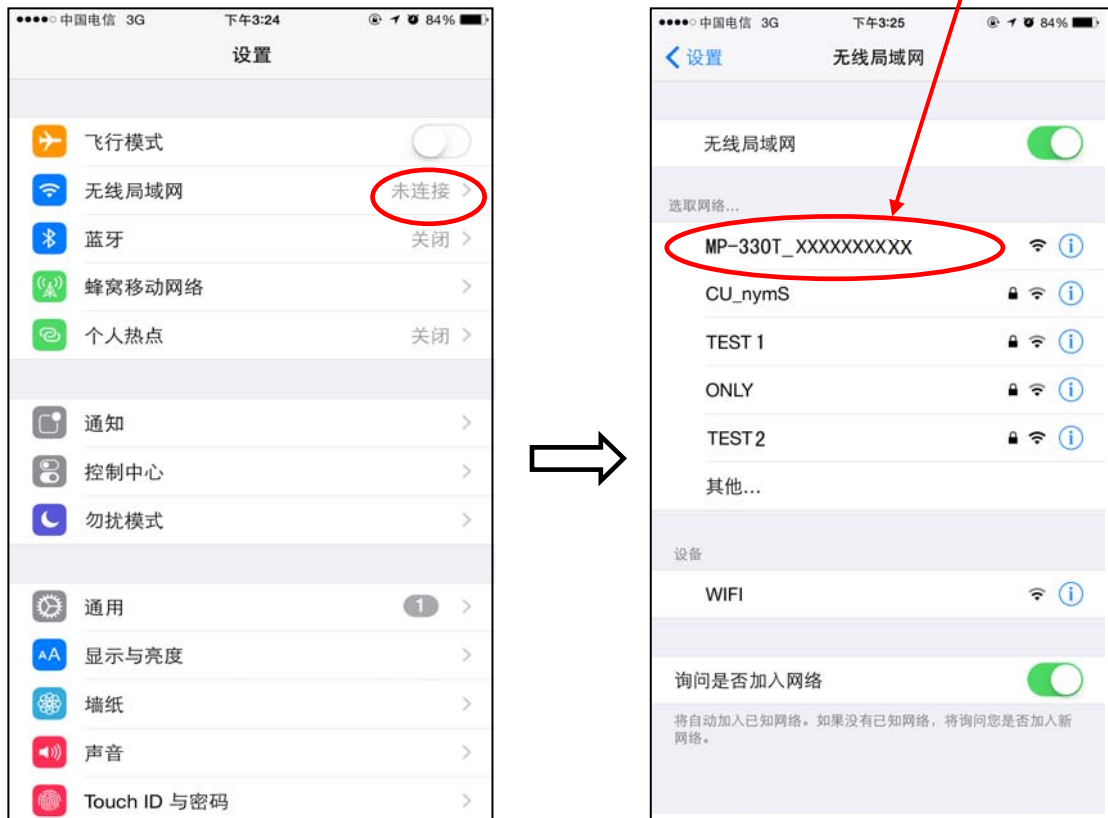 中国电信 3G 下午3:24 84%
设置
飞行模式
无线局域网 未连接
蓝牙 关闭
蜂窝移动网络
个人热点 关闭
通知
控制中心
勿扰模式
通用 1
AA 显示与亮度
墙纸
声音
Touch ID 与密码
中国电信 3G 下午3:25 84%
设置 无线局域网
无线局域网
选取网络...
MP-330T_XXXXXXXXXX
CU_nymS
TEST 1
ONLY
TEST 2
其他...
设备
WIFI
询问是否加入网络
将自动加入已知网络。如果没有已知网络，将询问您是否加入新
网络。